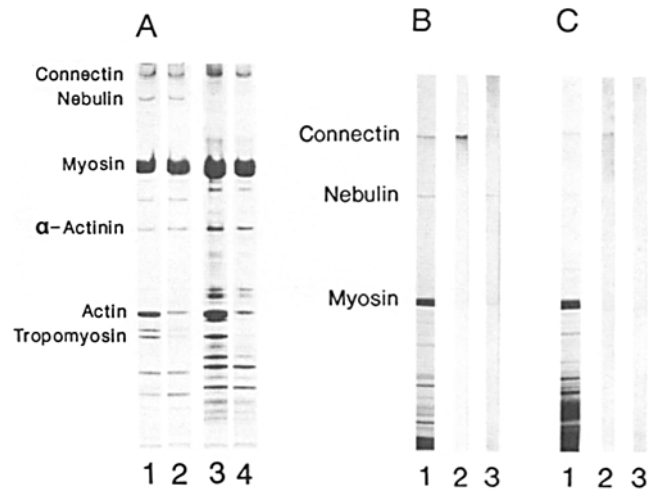 A
Connectin
Nebulin
Myosin
α-Actinin
Actin
Tropomyosin
1 2 3 4
B
Connectin
Nebulin
Myosin
1 2 3
C
1 2 3